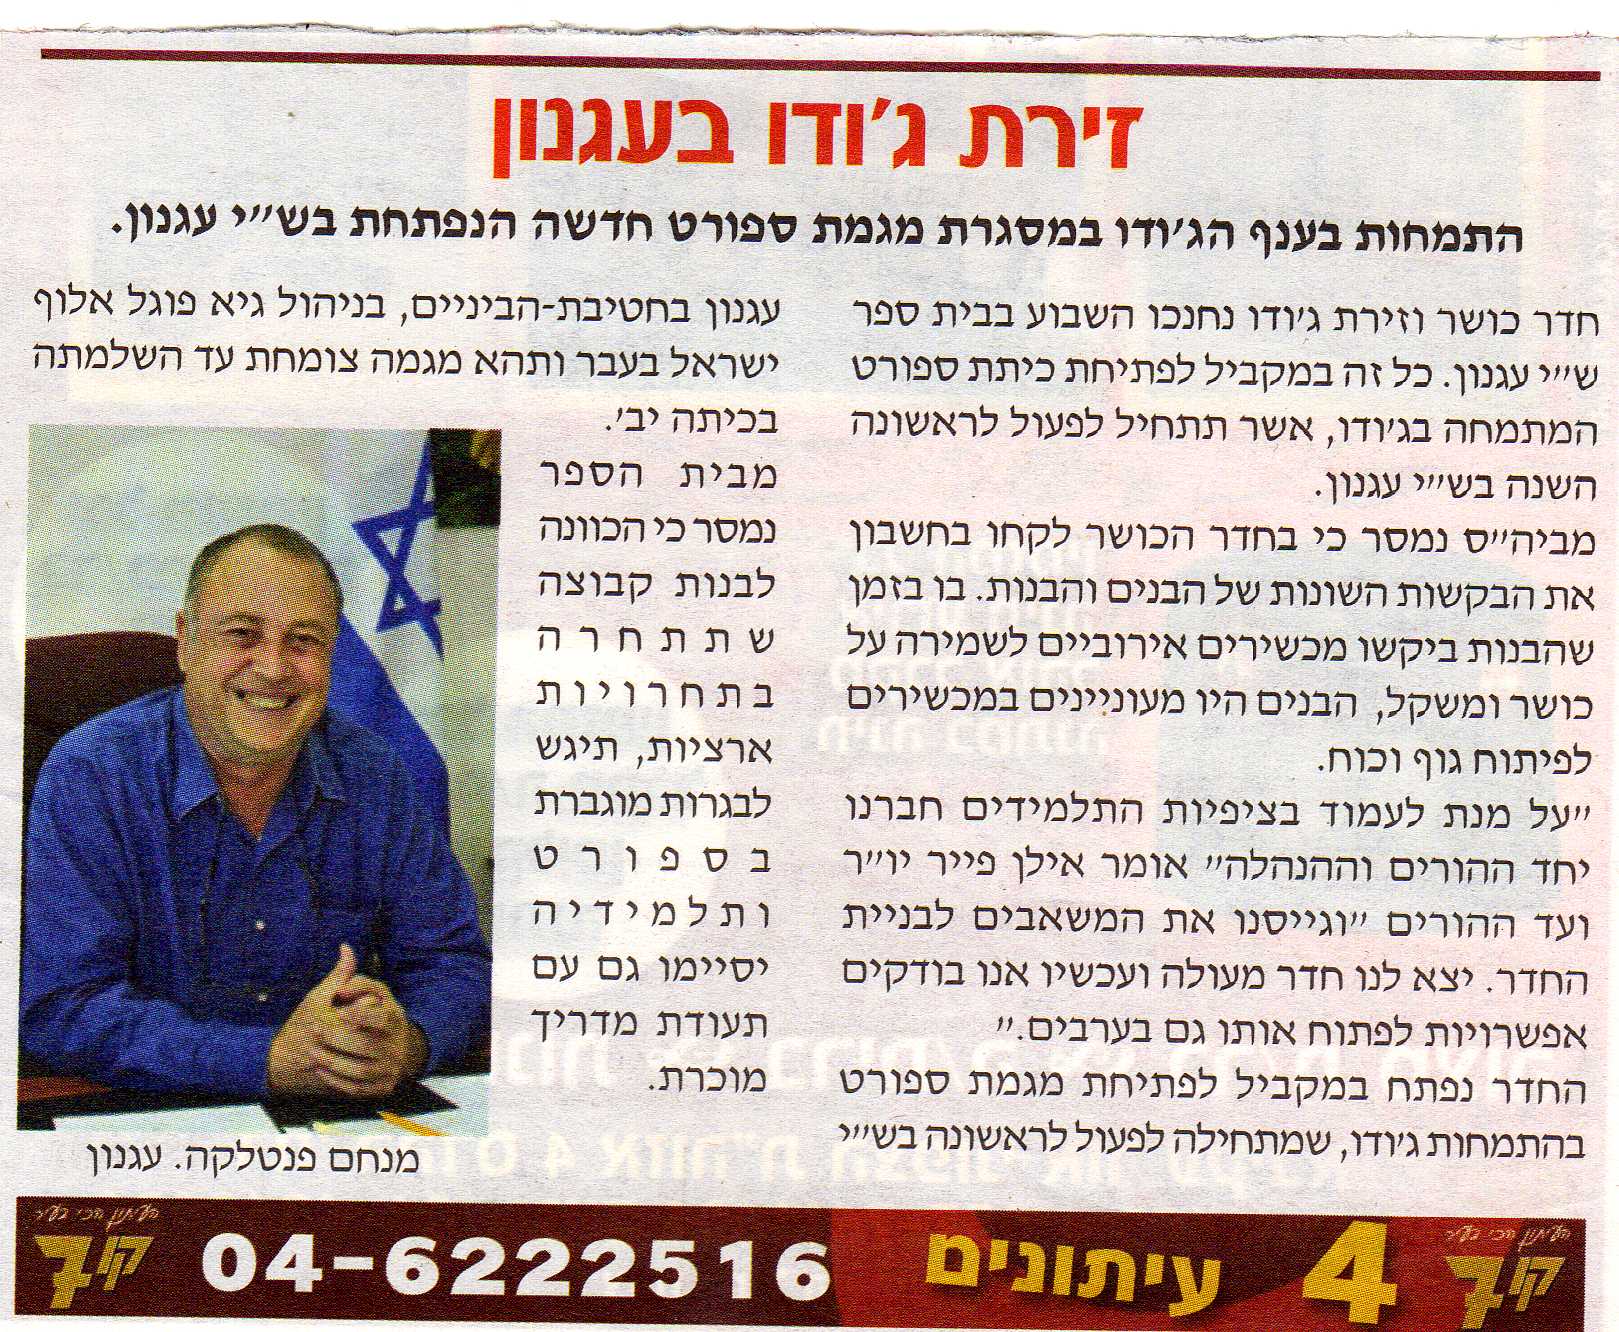 זירת ג'ודו בעגנון
התמחות בענף הג'ודו במסגרת מגמת ספורט חדשה הנפתחת בש"י עגנון.
חדר כושר וזירת ג'ודו נחנכו השבוע בבית ספר
ש"י עגנון. כל זה במקביל לפתיחת כיתת ספורט
המתמחה בג'ודו, אשר תתחיל לפעול לראשונה
השנה בש"י עגנון.
מביה"ס נמסר כי בחדר הכושר לקחו בחשבון
את הבקשות השונות של הבנים והבנות. בו בזמן
שהבנות ביקשו מכשירים אירוביים לשמירה על
כושר ומשקל, הבנים היו מעוניינים במכשירים
לפיתוח גוף וכוח.
"על מנת לעמוד בציפיות התלמידים חברנו
יחד ההורים וההנהלה" אומר אילן פייר יו"ר
ועד ההורים "וגייסנו את המשאבים לבניית
החדר. יצא לנו חדר מעולה ועכשיו אנו בודקים
אפשרויות לפתוח אותו גם בערבים."
החדר נפתח במקביל לפתיחת מגמת ספורט
בהתמחות ג'ודו, שמתחילה לפעול לראשונה בש"י
עגנון בחטיבת-הביניים, בניהול גיא פוגל אלוף
ישראל בעבר ותהא מגמה צומחת עד השלמתה
בכיתה יב'.
מבית הספר
נמסר כי הכוונה
לבנות קבוצה
שתתחרה
בתחרויות
ארציות, תיגש
לבגרות מוגברת
בספורט
ותלמידיה
יסיימו גם עם
תעודת מדריך
מוכרת.
מנחם פנטלקה. עגנון
העיתון הכי בעיר
קו
4 עיתונים
04-6222516
העיתון הכי בעיר
קו